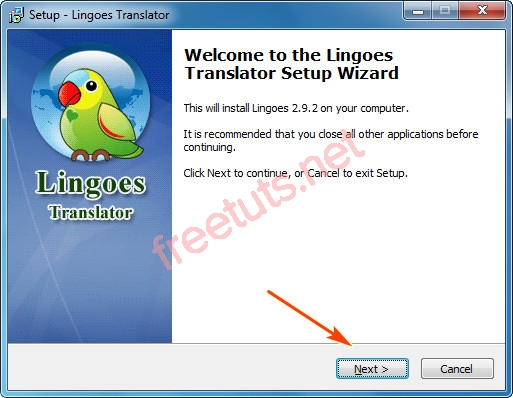 Setup - Lingoes Translator
Welcome to the Lingoes
Translator Setup Wizard
This will install Lingoes 2.9.2 on your computer.
It is recommended that you close all other applications before
continuing.
Click Next to continue, or Cancel to exit Setup.
Lingoes
Translator
freetuts.net
Next >
Cancel